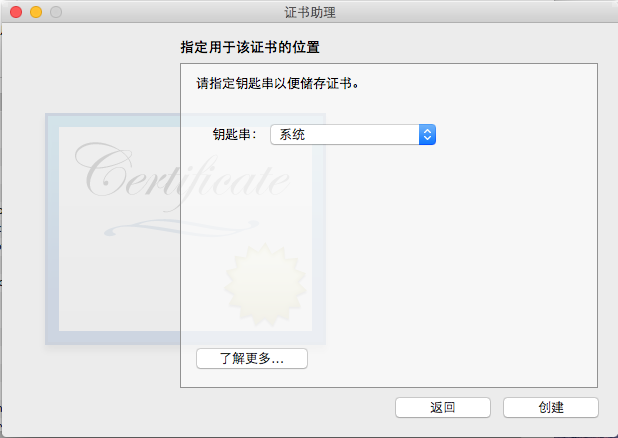 证书助理
指定用于该证书的位置
请指定钥匙串以便储存证书。
钥匙串： 系统
Certificate
了解更多...
返回 创建